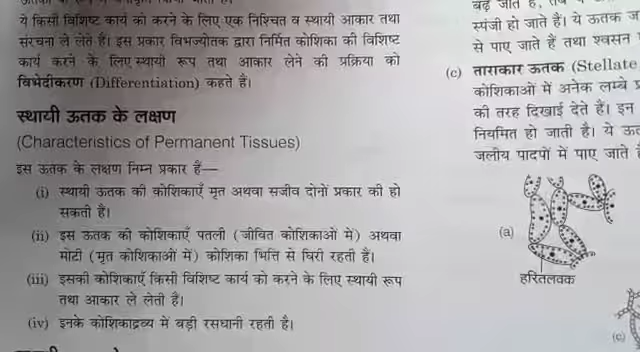 ये किसी विशिष्ट कार्य को करने के लिए एक निश्चित व स्थायी आकार तथा
संरचना ले लेते हैं। इस प्रकार विभज्योतक द्वारा निर्मित कोशिका की विशिष्ट
कार्य करने के लिए स्थायी रूप तथा आकार लेने की प्रक्रिया को
विभेदीकरण (Differentiation) कहते हैं।
स्थायी ऊतक के लक्षण
(Characteristics of Permanent Tissues)
इस ऊतक के लक्षण निम्न प्रकार हैं—
(i) स्थायी ऊतक की कोशिकाएँ मृत अथवा सजीव दोनों प्रकार की हो
सकती हैं।
(ii) इस ऊतक की कोशिकाएँ पतली (जीवित कोशिकाओं में) अथवा
मोटी (मृत कोशिकाओं में) कोशिका भित्ति से घिरी रहती हैं।
(iii) इसकी कोशिकाएँ किसी विशिष्ट कार्य को करने के लिए स्थायी रूप
तथा आकार ले लेती हैं।
(iv) इनके कोशिकाद्रव्य में बड़ी रसधानी रहती है।
बढ़ जाते हैं,
स्पंजी हो जाते हैं। ये ऊतक
से पाए जाते हैं तथा श्वसन
(c) ताराकार ऊतक (Stellate
कोशिकाओं में अनेक लम्बे
की तरह दिखाई देते हैं। इन
नियमित हो जाती है। ये
जलीय पादपों में पाए जाते
(a)
हरितलवक
(c)